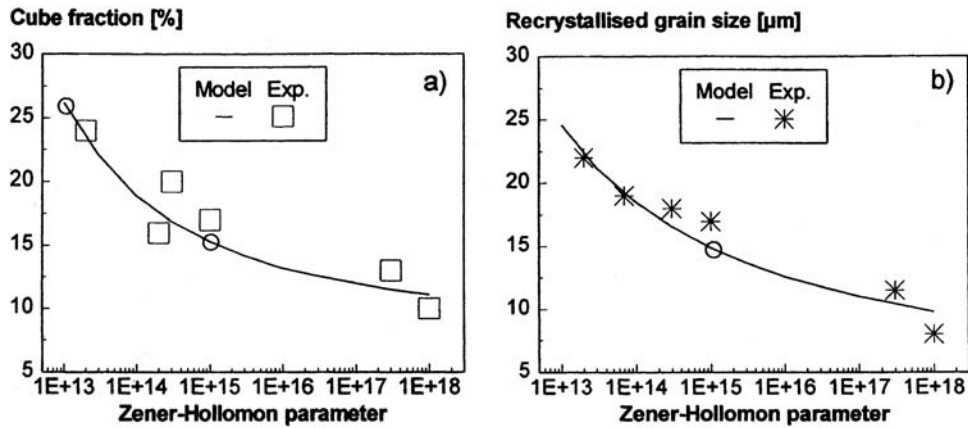 Cube fraction [%]
30
25
20
15
10
5
a)
Model Exp.
1E+13 1E+14 1E+15 1E+16 1E+17 1E+18
Zener-Hollomon parameter
Recrystallised grain size [µm]
30
25
20
15
10
5
b)
Model Exp.
1E+13 1E+14 1E+15 1E+16 1E+17 1E+18
Zener-Hollomon parameter